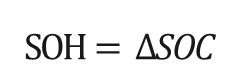 SOH = ΔSOC